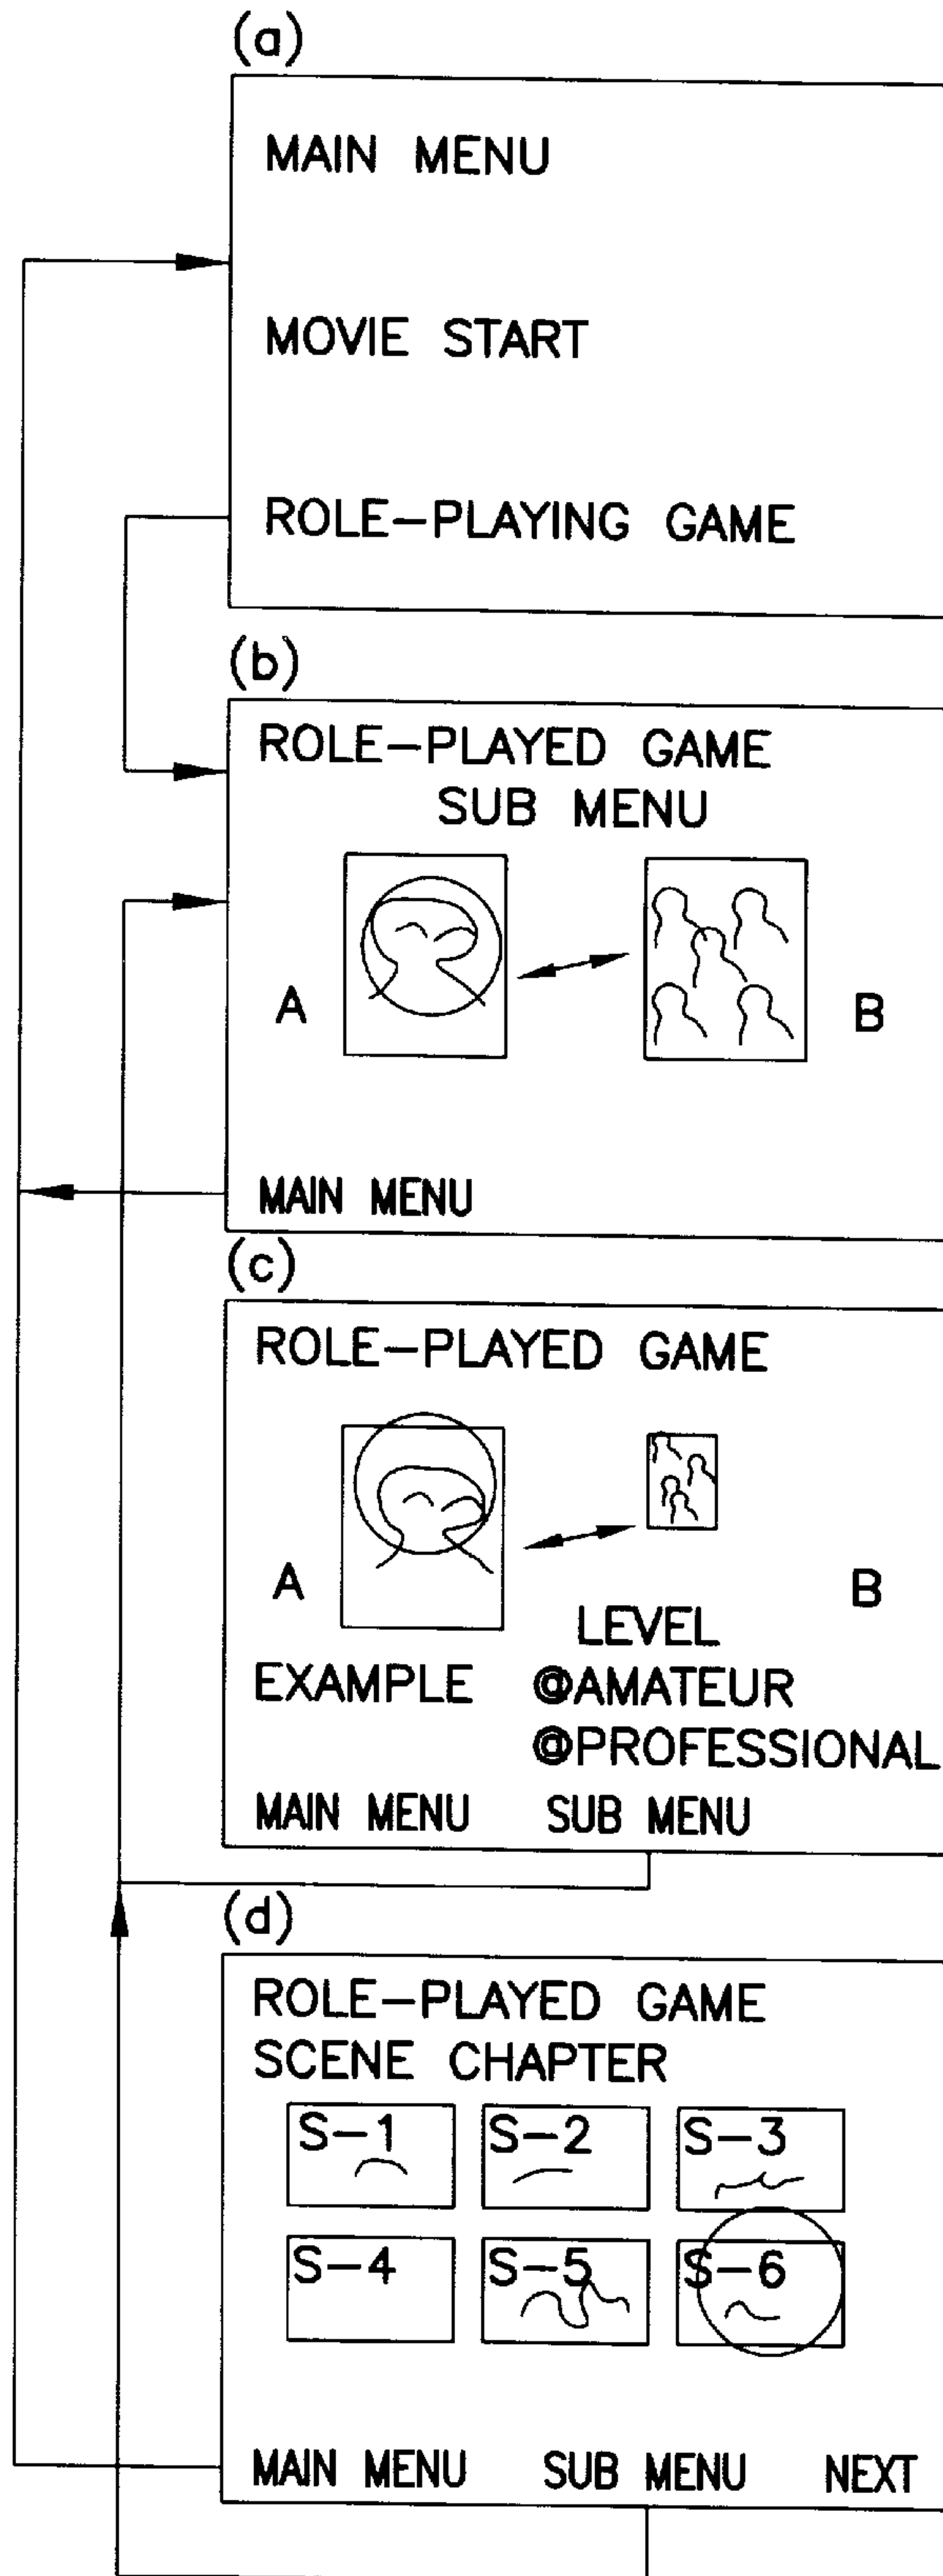 (a)
MAIN MENU
MOVIE START
ROLE-PLAYING GAME
(b)
ROLE-PLAYED GAME
SUB MENU
A B
MAIN MENU
(c)
ROLE-PLAYED GAME
A B
LEVEL
EXAMPLE @AMATEUR
@PROFESSIONAL
MAIN MENU SUB MENU
(d)
ROLE-PLAYED GAME
SCENE CHAPTER
S-1 S-2 S-3
S-4 S-5 S-6
MAIN MENU SUB MENU NEXT